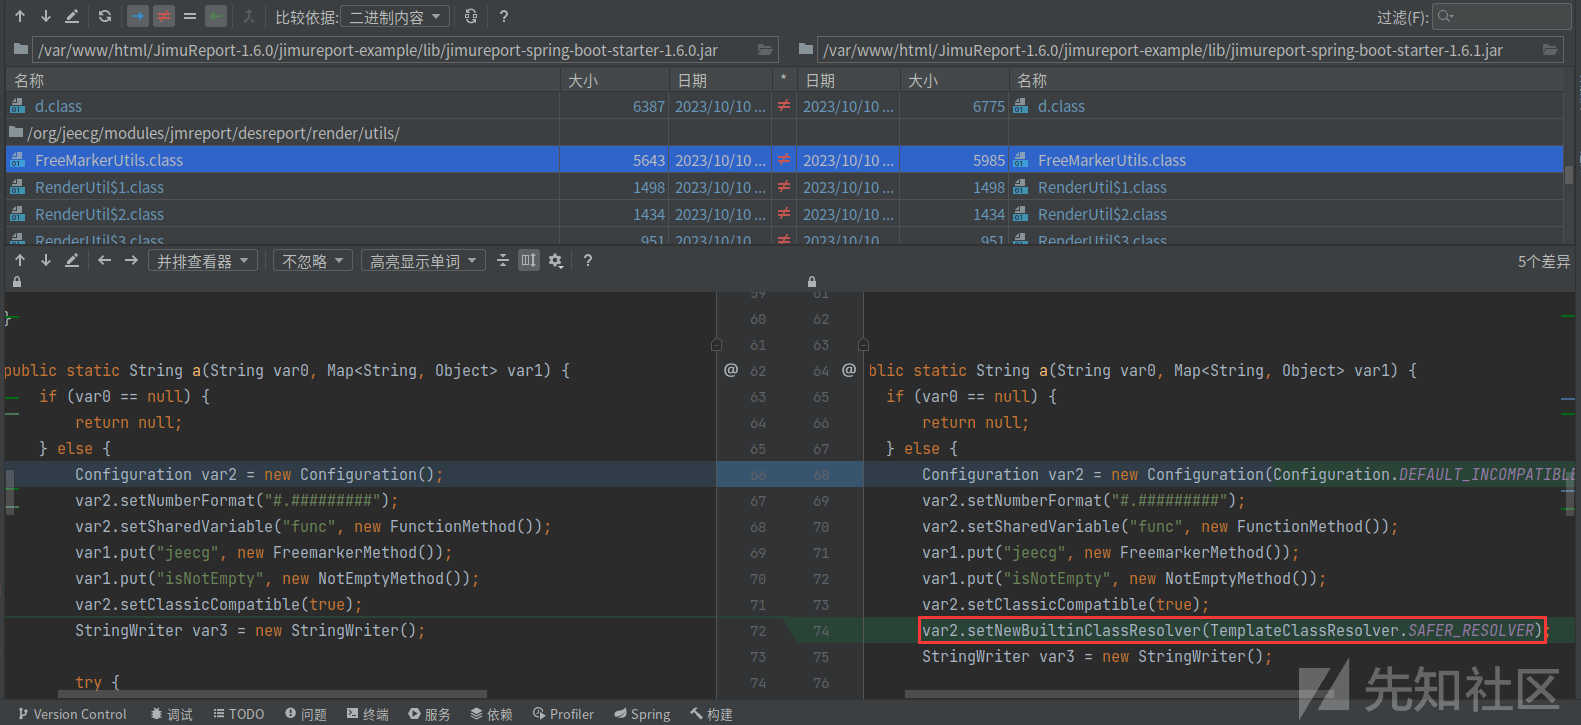 比较依据: 二进制内容 ? 过滤(F):
/var/www/html/JimuReport-1.6.0/jimureport-example/lib/jimureport-spring-boot-starter-1.6.0.jar /var/www/html/JimuReport-1.6.0/jimureport-example/lib/jimureport-spring-boot-starter-1.6.1.jar
名称 大小 日期 * 日期 大小 名称
d.class 6387 2023/10/10 ... ≠ 2023/10/10 ... 6775 d.class
/org/jeecg/modules/jmreport/desreport/render/utils/
FreeMarkerUtils.class 5643 2023/10/10 ... ≠ 2023/10/10 ... 5985 FreeMarkerUtils.class
RenderUtil$1.class 1498 2023/10/10 ... ≠ 2023/10/10 ... 1498 RenderUtil$1.class
RenderUtil$2.class 1434 2023/10/10 ... ≠ 2023/10/10 ... 1434 RenderUtil$2.class
RenderUtil$3.class 951 2023/10/10 ≠ 2023/10/10 951 RenderUtil$3.class
并排查看器 不忽略 高亮显示单词 ? 5个差异
59 61
} 60 62
61 63
public static String a(String var0, Map<String, Object> var1) { @ 62 64 @ blic static String a(String var0, Map<String, Object> var1) {
if (var0 == null) { 63 65 if (var0 == null) {
return null; 64 66 return null;
} else { 65 67 } else {
Configuration var2 = new Configuration(); 66 68 Configuration var2 = new Configuration(Configuration.DEFAULT_INCOMPATIBLE
var2.setNumberFormat("#.#########"); 67 69 var2.setNumberFormat("#.#########");
var2.setSharedVariable("func", new FunctionMethod()); 68 70 var2.setSharedVariable("func", new FunctionMethod());
var1.put("jeecg", new FreemarkerMethod()); 69 71 var1.put("jeecg", new FreemarkerMethod());
var1.put("isNotEmpty", new NotEmptyMethod()); 70 72 var1.put("isNotEmpty", new NotEmptyMethod());
var2.setClassicCompatible(true); 71 73 var2.setClassicCompatible(true);
StringWriter var3 = new StringWriter(); 72 74 var2.setNewBuiltinClassResolver(TemplateClassResolver.SAFER_RESOLVER);
73 75 StringWriter var3 = new StringWriter();
try { 74 76
先知社区
Version Control 调试 TODO 问题 终端 服务 依赖 Profiler Spring 构建